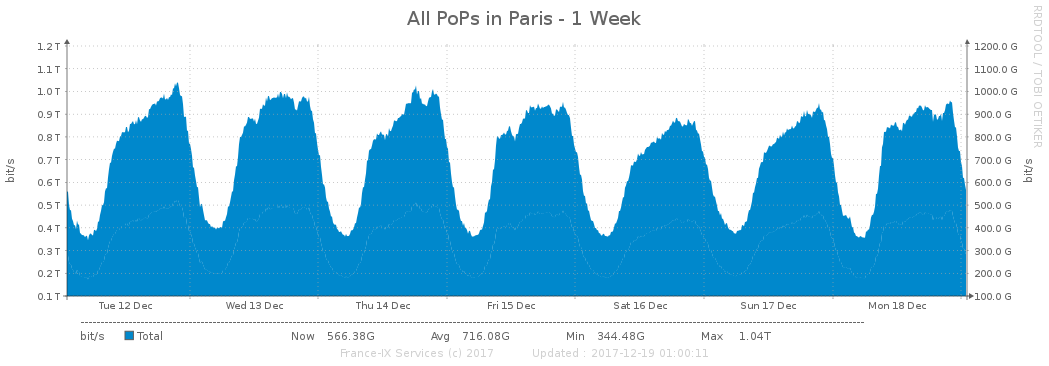 All PoPs in Paris - 1 Week
RRDTOOL / TOBI OETIKER
bit/s
1.2 T
1.1 T
1.0 T
0.9 T
0.8 T
0.7 T
0.6 T
0.5 T
0.4 T
0.3 T
0.2 T
0.1 T
1200.0 G
1100.0 G
1000.0 G
900.0 G
800.0 G
700.0 G
600.0 G
500.0 G
400.0 G
300.0 G
200.0 G
100.0 G
bit/s
Tue 12 Dec Wed 13 Dec Thu 14 Dec Fri 15 Dec Sat 16 Dec Sun 17 Dec Mon 18 Dec
bit/s Total Now 566.38G Avg 716.08G Min 344.48G Max 1.04T
France-IX Services (c) 2017 Updated : 2017-12-19 01:00:11